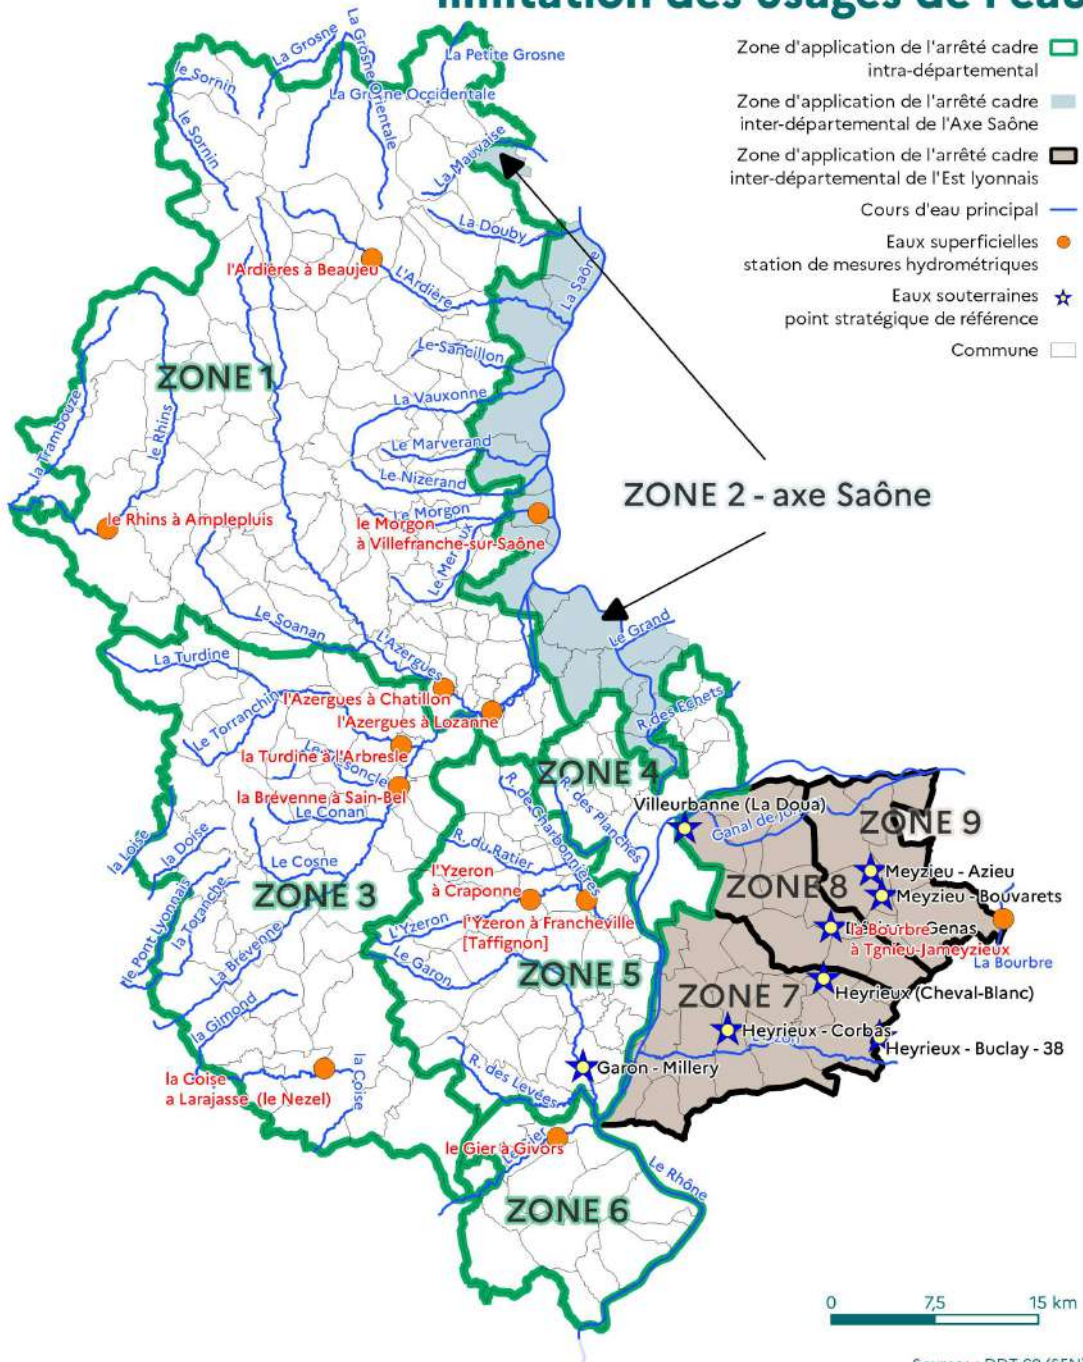 limitation des usages de l'eau
Zone d'application de l'arrêté cadre
intra-départemental
Zone d'application de l'arrêté cadre
inter-départemental de l'Axe Saône
Zone d'application de l'arrêté cadre
inter-départemental de l'Est lyonnais
Cours d'eau principal
Eaux superficielles
station de mesures hydrométriques
Eaux souterraines
point stratégique de référence
Commune
La Grosne
La Grosne Orientale
La Petite Grosne
le Sornin
La Grosne Occidentale
le Sornin
La Mauvaise
La Douby
l'Ardières à Beaujeu
L'Ardière
La Saône
Le Sancillon
ZONE 1
La Vauxonne
la Trambouze
le Rhins
Le Marverand
Le Nizerand
ZONE 2 - axe Saône
le Rhins à Amplepluis
Le Morgon
le Morgon
à Villefranche-sur-Saône
Le Soanan
L'Azergues
Le Grand
La Turdine
R. des Echets
Le Torranchin
l'Azergues à Chatillon
l'Azergues à Lozanne
la Turdine à l'Arbresle
la Brévenne à Sain-Bel
Le Conan
ZONE 4
R. de Charbonnières
R. des Planches
Villeurbanne (La Doua)
ZONE 9
la Loise
la Doise
R. du Ratier
Le Cosne
l'Yzeron
à Craponne
ZONE 8
Meyzieu - Azieu
Meyzieu - Bouvarets
ZONE 3
le Pont Lyonnais
la Toranche
L'Yzeron
l'Yzeron à Francheville
[Taffignon]
Genas
la Bourbre
à Tgnieu-Jameyzieux
La Brévenne
Le Garon
ZONE 5
La Bourbre
ZONE 7
Heyrieux (Cheval-Blanc)
la Gimond
Heyrieux - Corbas
Heyrieux - Buclay - 38
R. des Levées
Garon - Millery
la Coise
a Larajasse (le Nezel)
la Coise
le Gier à Givors
Le Rhône
ZONE 6
0 7,5 15 km